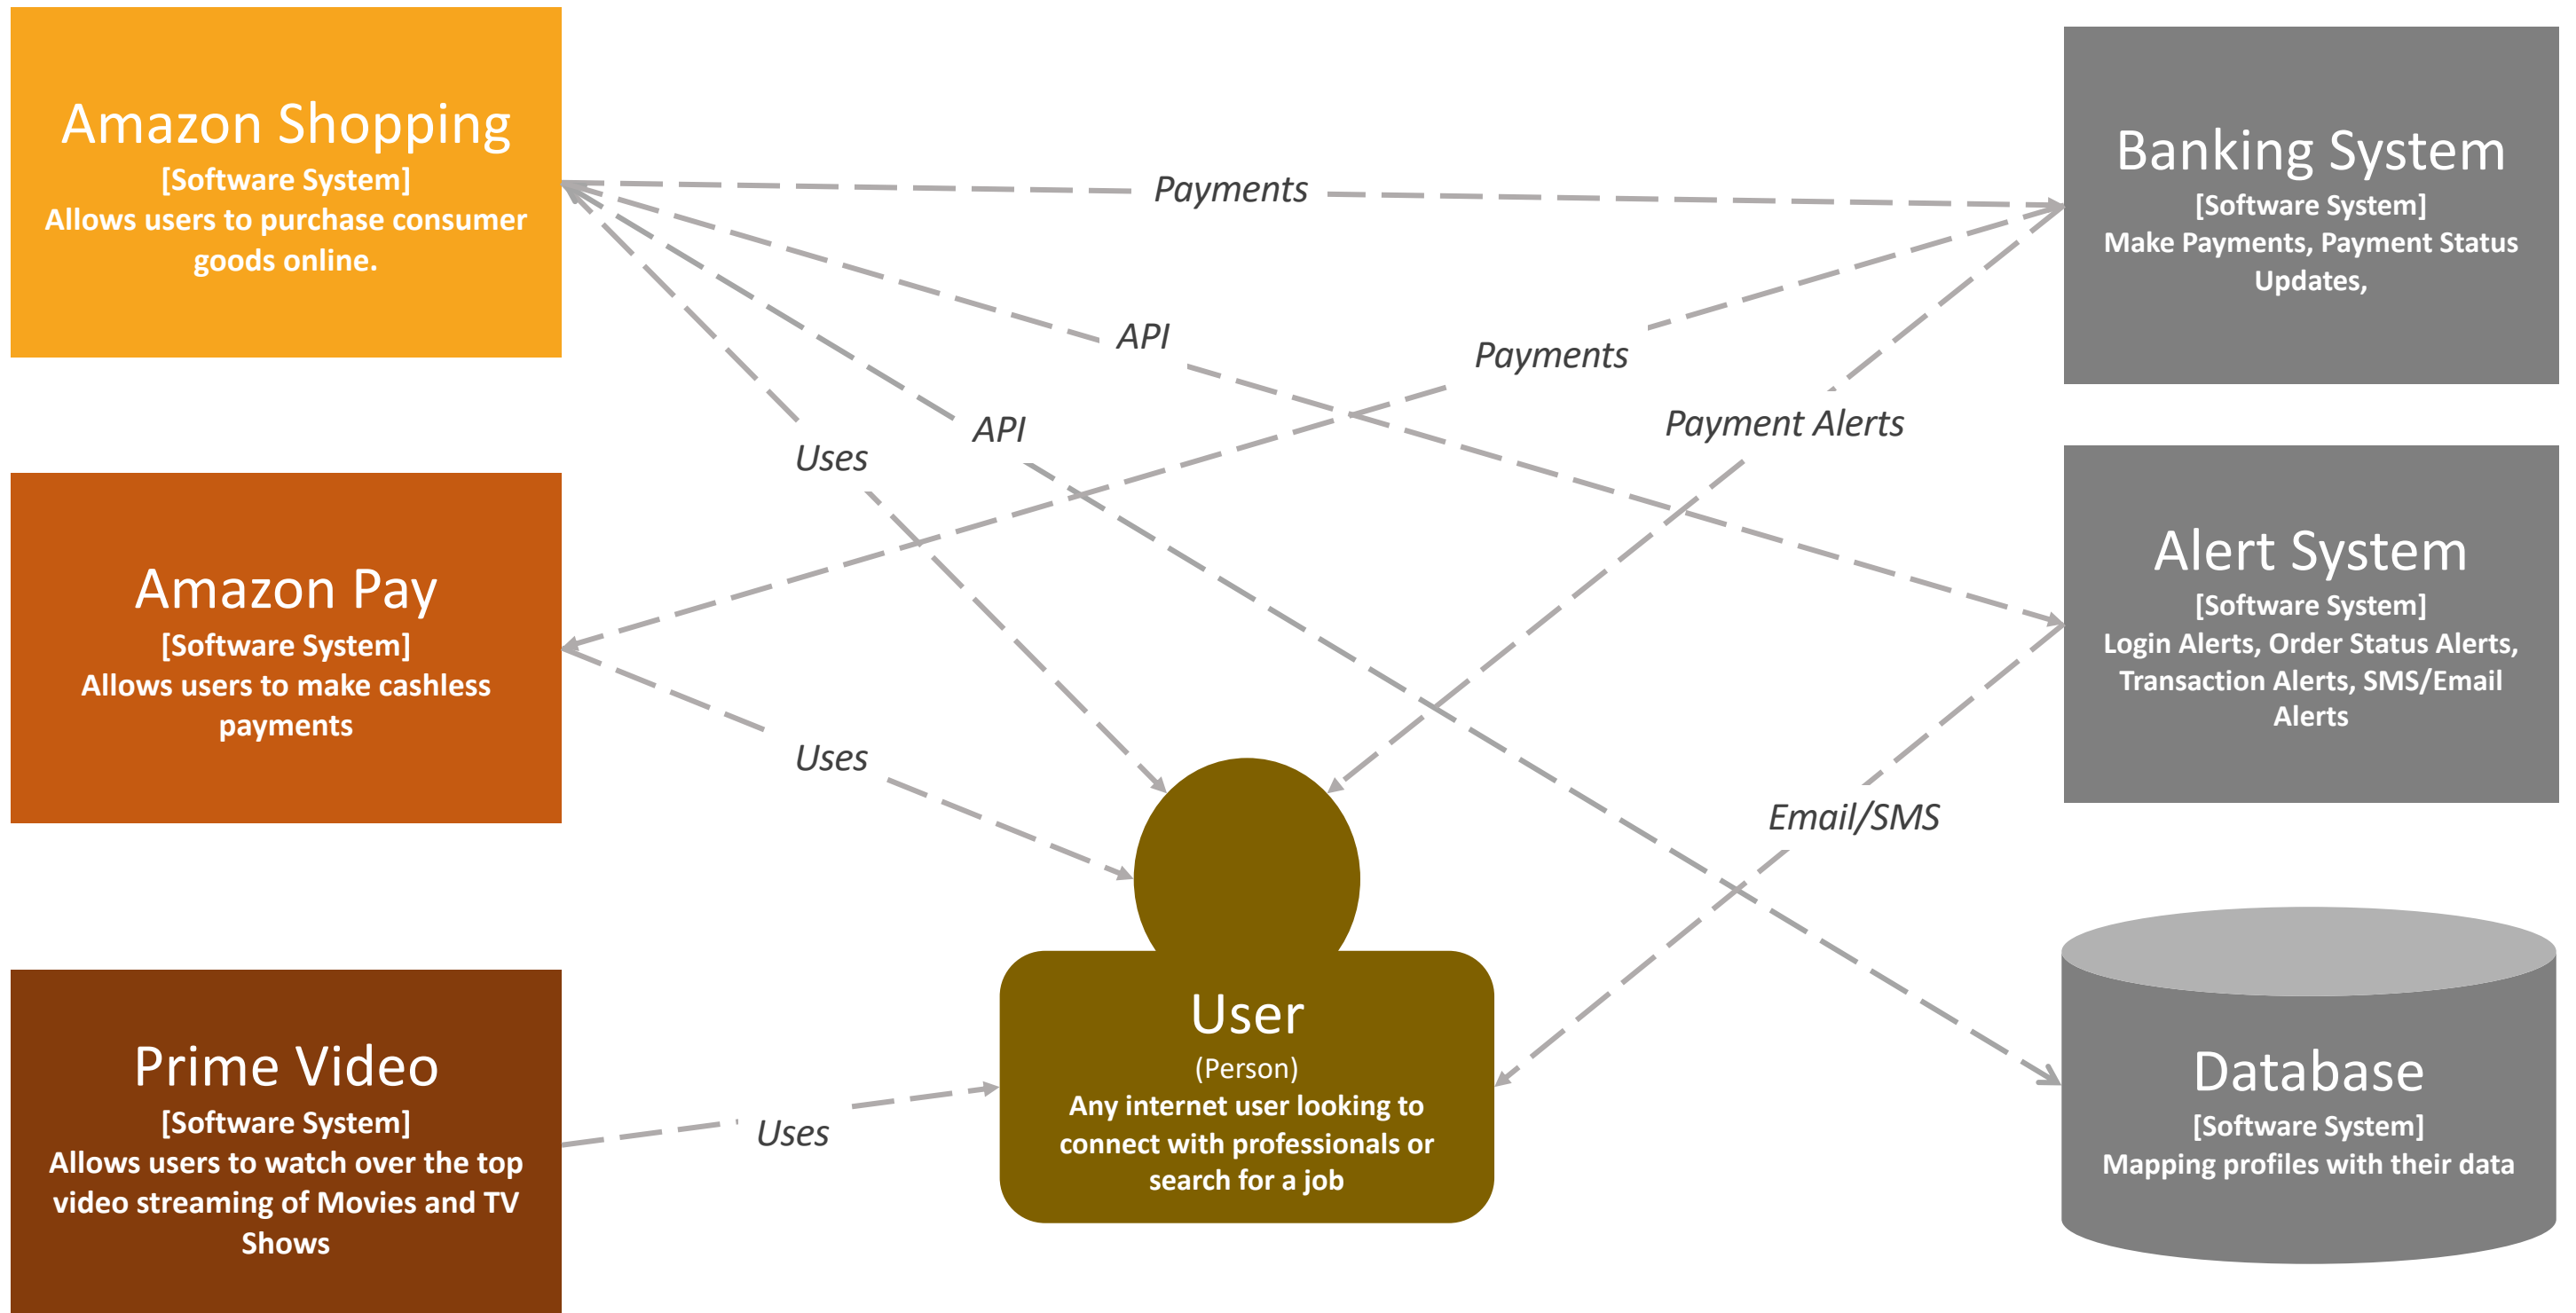 Amazon Shopping
[Software System]
Allows users to purchase consumer
goods online.
Payments
Banking System
[Software System]
Make Payments, Payment Status
Updates,
API
Payments
API
Payment Alerts
Uses
Amazon Pay
[Software System]
Allows users to make cashless
payments
Uses
Alert System
[Software System]
Login Alerts, Order Status Alerts,
Transaction Alerts, SMS/Email
Alerts
Email/SMS
Prime Video
[Software System]
Allows users to watch over the top
video streaming of Movies and TV
Shows
Uses
User
(Person)
Any internet user looking to
connect with professionals or
search for a job
Database
[Software System]
Mapping profiles with their data